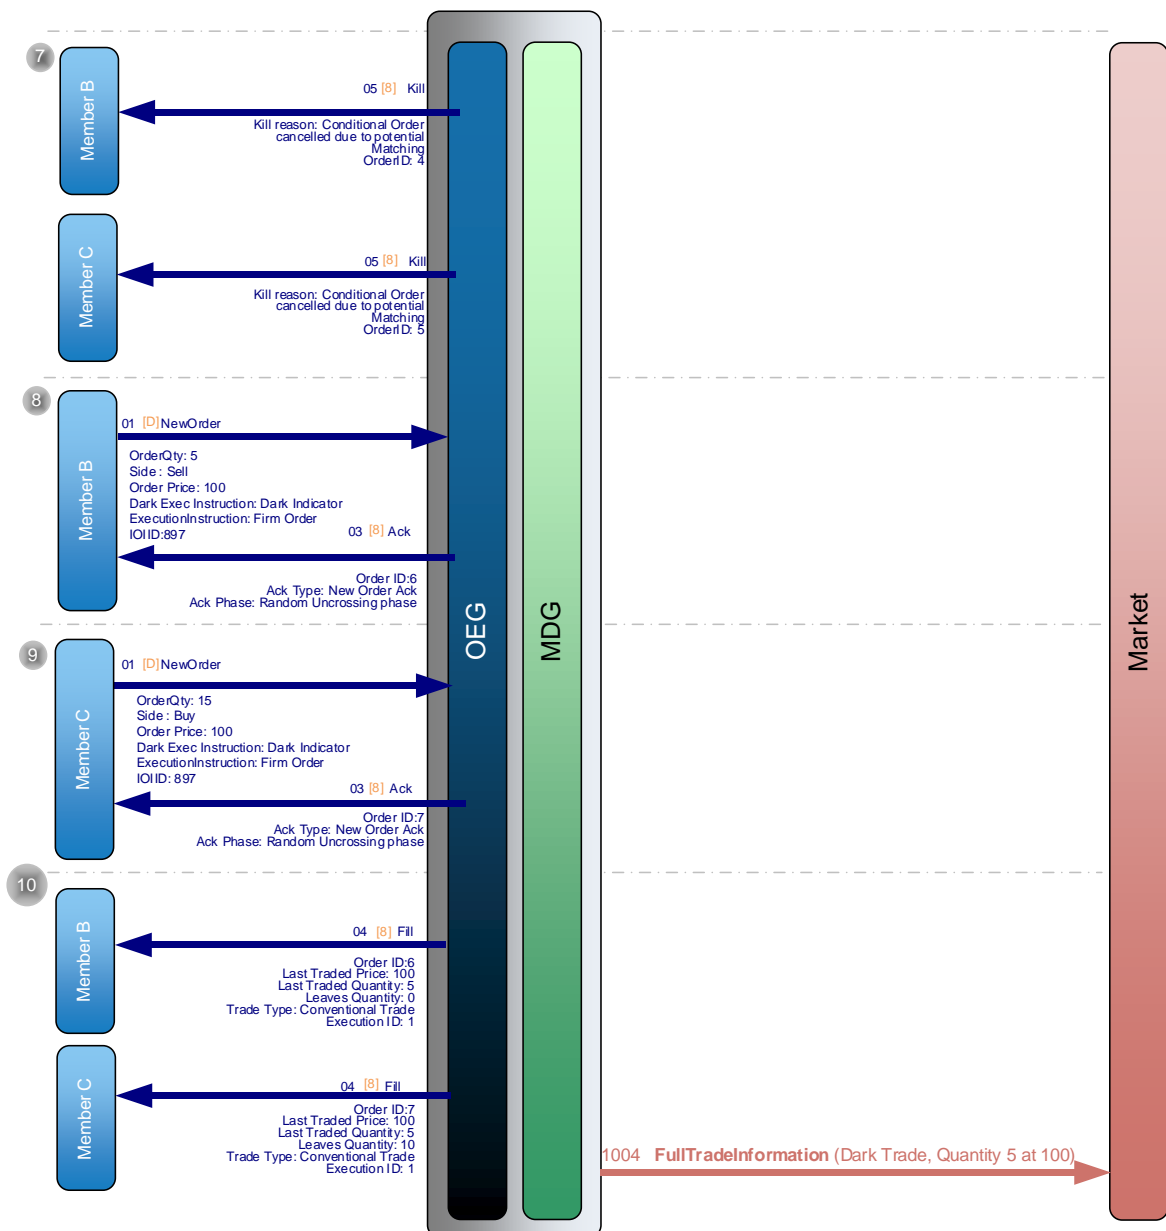 7
Member B
05 [8] Kill
Kill reason: Conditional Order
cancelled due to potential
Matching
OrderID: 4
Member C
05 [8] Kill
Kill reason: Conditional Order
cancelled due to potential
Matching
OrderID: 5
8
Member B
01 [D] NewOrder
OrderQty: 5
Side : Sell
Order Price: 100
Dark Exec Instruction: Dark Indicator
ExecutionInstruction: Firm Order
IOIID:897
03 [8] Ack
Order ID:6
Ack Type: New Order Ack
Ack Phase: Random Uncrossing phase
OEG
MDG
Market
9
Member C
01 [D] NewOrder
OrderQty: 15
Side : Buy
Order Price: 100
Dark Exec Instruction: Dark Indicator
ExecutionInstruction: Firm Order
IOIID: 897
03 [8] Ack
Order ID:7
Ack Type: New Order Ack
Ack Phase: Random Uncrossing phase
10
Member B
04 [8] Fill
Order ID:6
Last Traded Price: 100
Last Traded Quantity: 5
Leaves Quantity: 0
Trade Type: Conventional Trade
Execution ID: 1
Member C
04 [8] Fill
Order ID:7
Last Traded Price: 100
Last Traded Quantity: 5
Leaves Quantity: 10
Trade Type: Conventional Trade
Execution ID: 1
1004 FullTradeInformation (Dark Trade, Quantity 5 at 100)